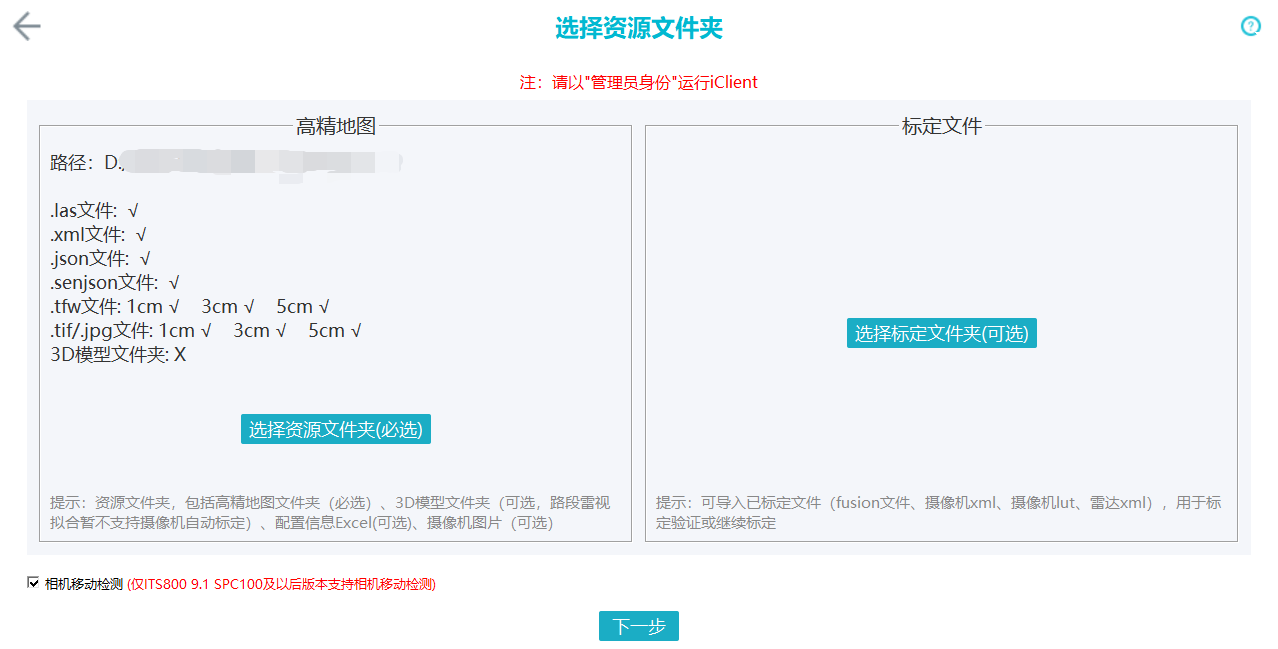 选择资源文件夹
注：请以"管理员身份"运行iClient
高精地图
路径：D:
.las文件: √
.xml文件: √
.json文件: √
.senjson文件: √
.tfw文件: 1cm √ 3cm √ 5cm √
.tif/.jpg文件: 1cm √ 3cm √ 5cm √
3D模型文件夹: X
选择资源文件夹(必选)
提示：资源文件夹，包括高精地图文件夹（必选）、3D模型文件夹（可选，路段雷视
拟合暂不支持摄像机自动标定）、配置信息Excel(可选)、摄像机图片（可选）
标定文件
选择标定文件夹(可选)
提示：可导入已标定文件（fusion文件、摄像机xml、摄像机lut、雷达xml），用于标
定验证或继续标定
相机移动检测 (仅ITS800 9.1 SPC100及以后版本支持相机移动检测)
下一步